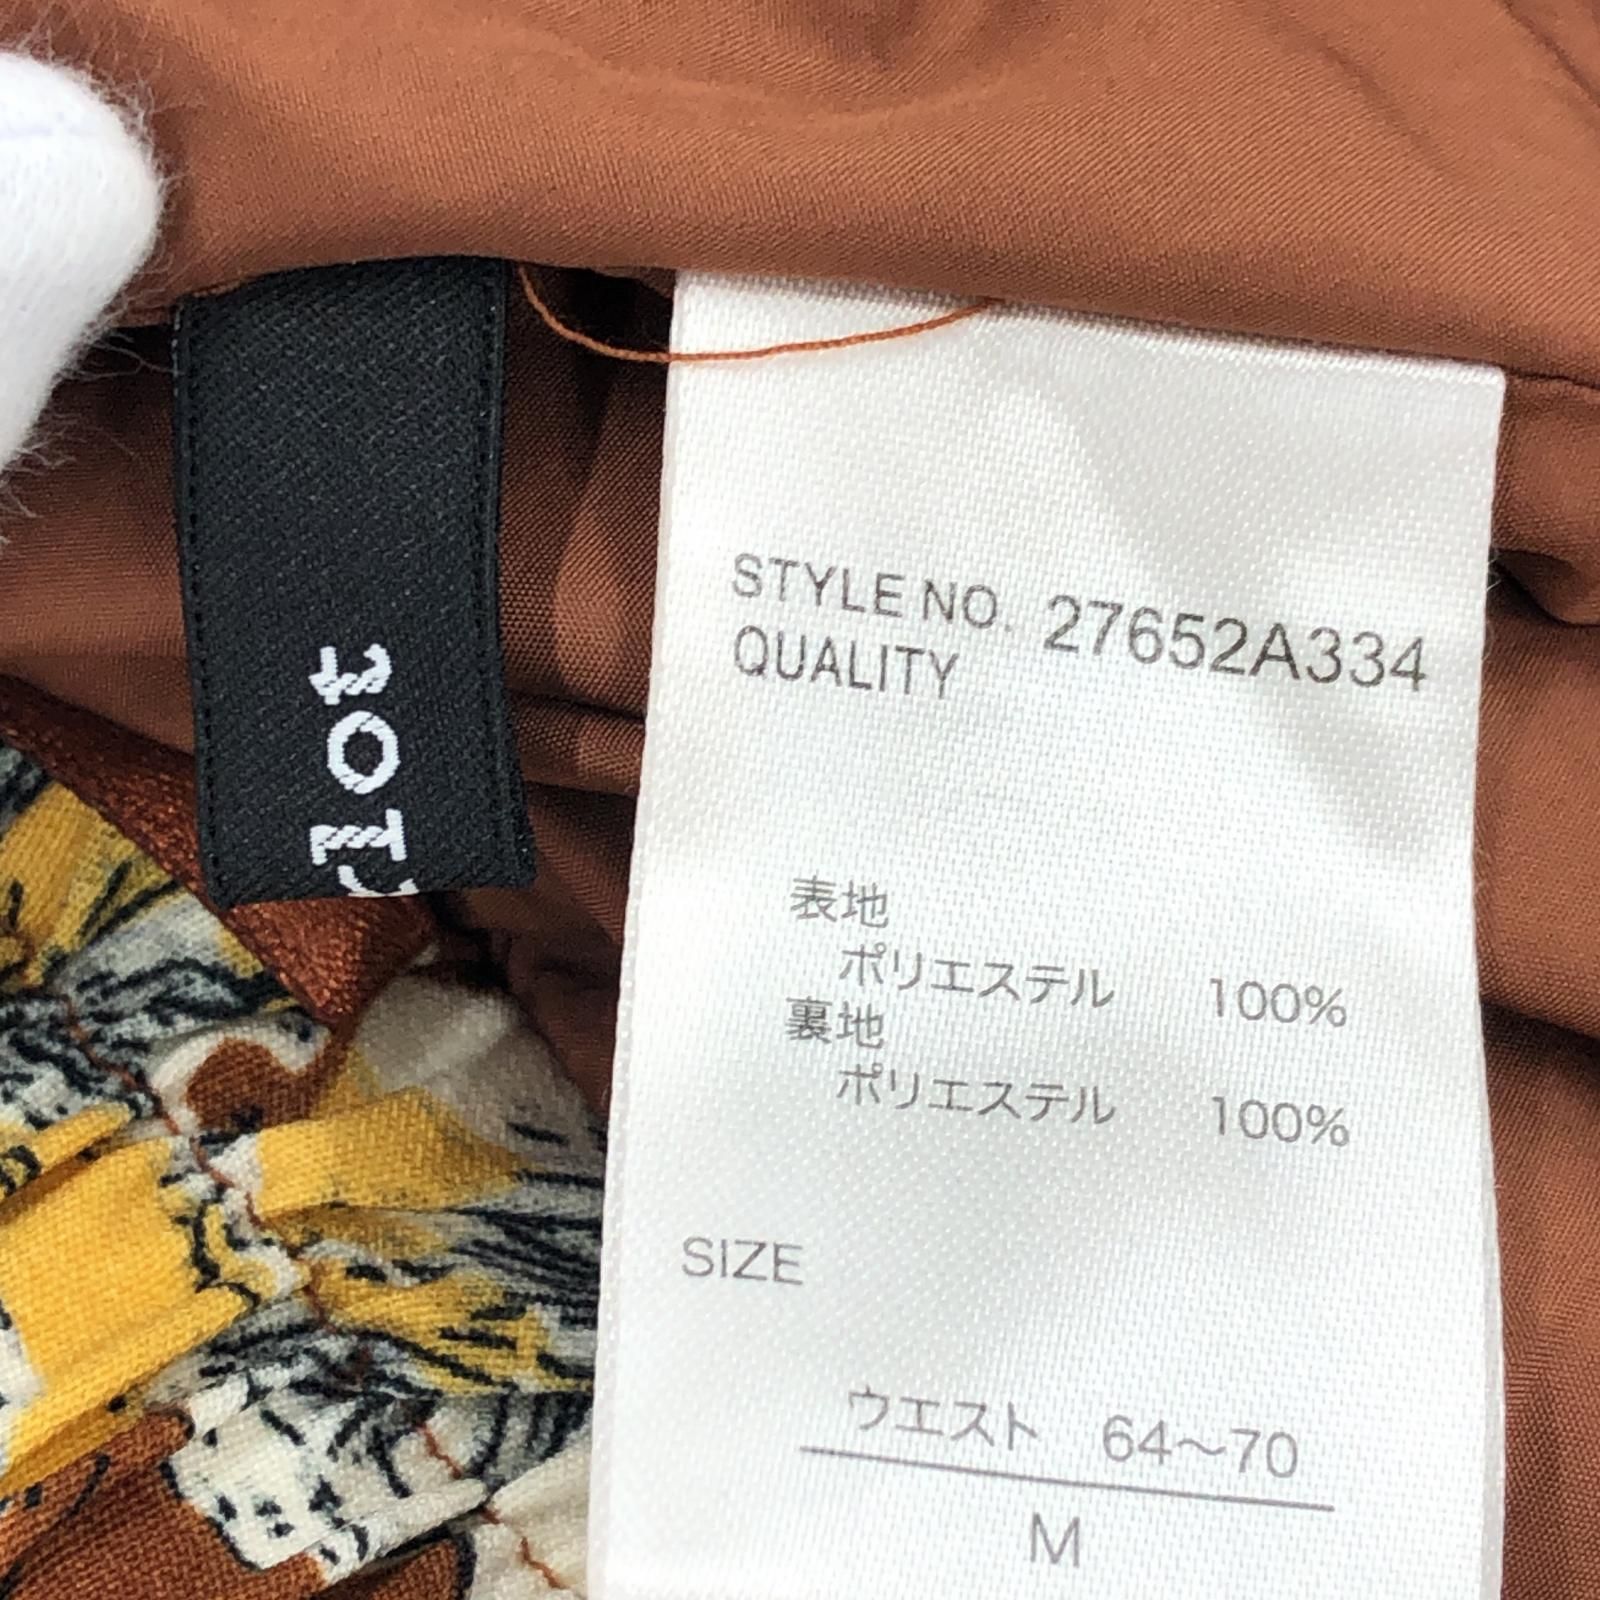 STYLE NO. 27652A334
QUALITY
表地
ポリエステル 100%
裏地
ポリエステル 100%
SIZE
ウエスト 64～70
M